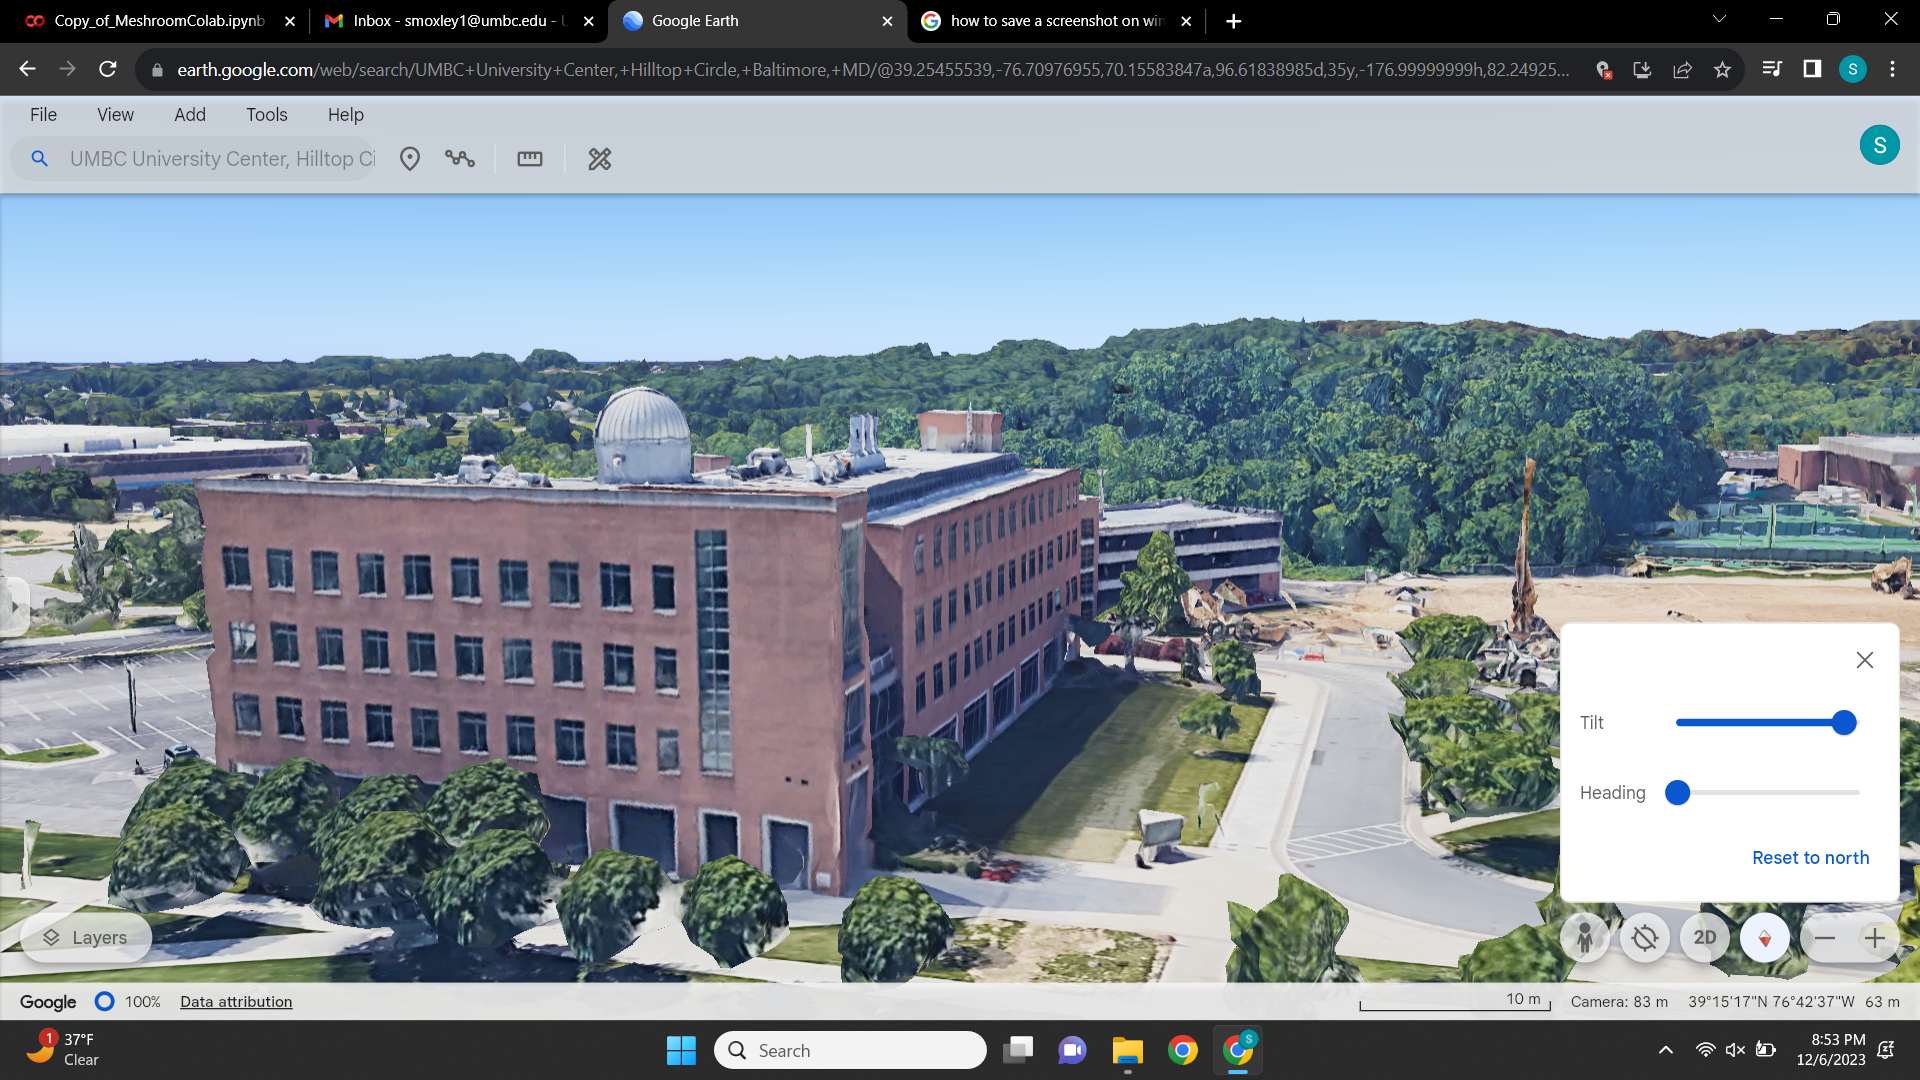 Copy_of_MeshroomColab.ipynb
Inbox - smoxley1@umbc.edu - U
Google Earth
how to save a screenshot on win
earth.google.com/web/search/UMBC+University+Center,+Hilltop+Circle,+Baltimore,+MD/@39.25455539,-76.70976955,70.15583847a,96.61838985d,35y,-176.99999999h,82.24925...
S
File View Add Tools Help
UMBC University Center, Hilltop Ci
S
Tilt
Heading
Reset to north
Layers
2D
Google 100% Data attribution
10 m
Camera: 83 m 39°15'17"N 76°42'37"W 63 m
1
37°F
Clear
Search
S
8:53 PM
12/6/2023